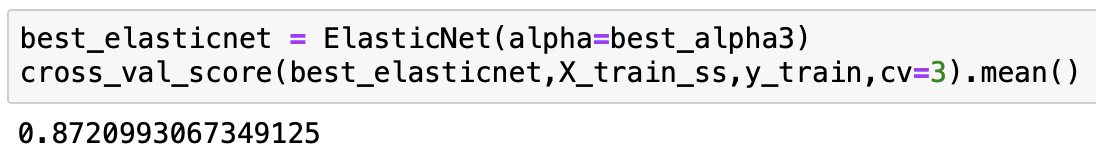 best_elasticnet = ElasticNet(alpha=best_alpha3)
cross_val_score(best_elasticnet,X_train_ss,y_train,cv=3).mean()
0.8720993067349125